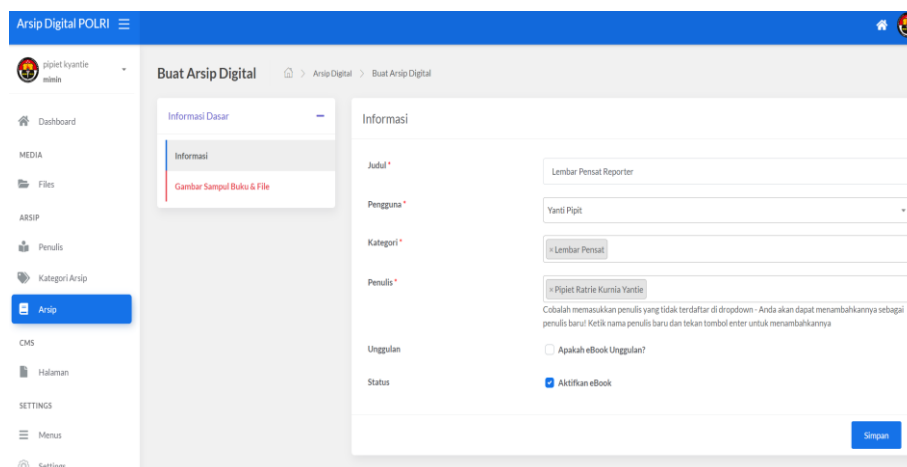 Arsip Digital POLRI
pipiet kyantie
mimin
Dashboard
MEDIA
Files
ARSIP
Penulis
Kategori Arsip
Arsip
CMS
Halaman
SETTINGS
Menus
Settings
Buat Arsip Digital
Arsip Digital > Buat Arsip Digital
Informasi Dasar
Informasi
Gambar Sampul Buku & File
Informasi
Judul *
Lembar Pensat Reporter
Pengguna *
Yanti Pipit
Kategori *
× Lembar Pensat
Penulis *
× Pipiet Ratrie Kurnia Yantie
Cobalah memasukkan penulis yang tidak terdaftar di dropdown - Anda akan dapat menambahkannya sebagai
penulis baru! Ketik nama penulis baru dan tekan tombol enter untuk menambahkannya
Unggulan
Apakah eBook Unggulan?
Status
Aktifkan eBook
Simpan